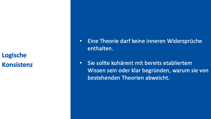 Logische
Konsistenz
• Eine Theorie darf keine inneren Widersprüche
enthalten.
• Sie sollte kohärent mit bereits etabliertem
Wissen sein oder klar begründen, warum sie von
bestehenden Theorien abweicht.